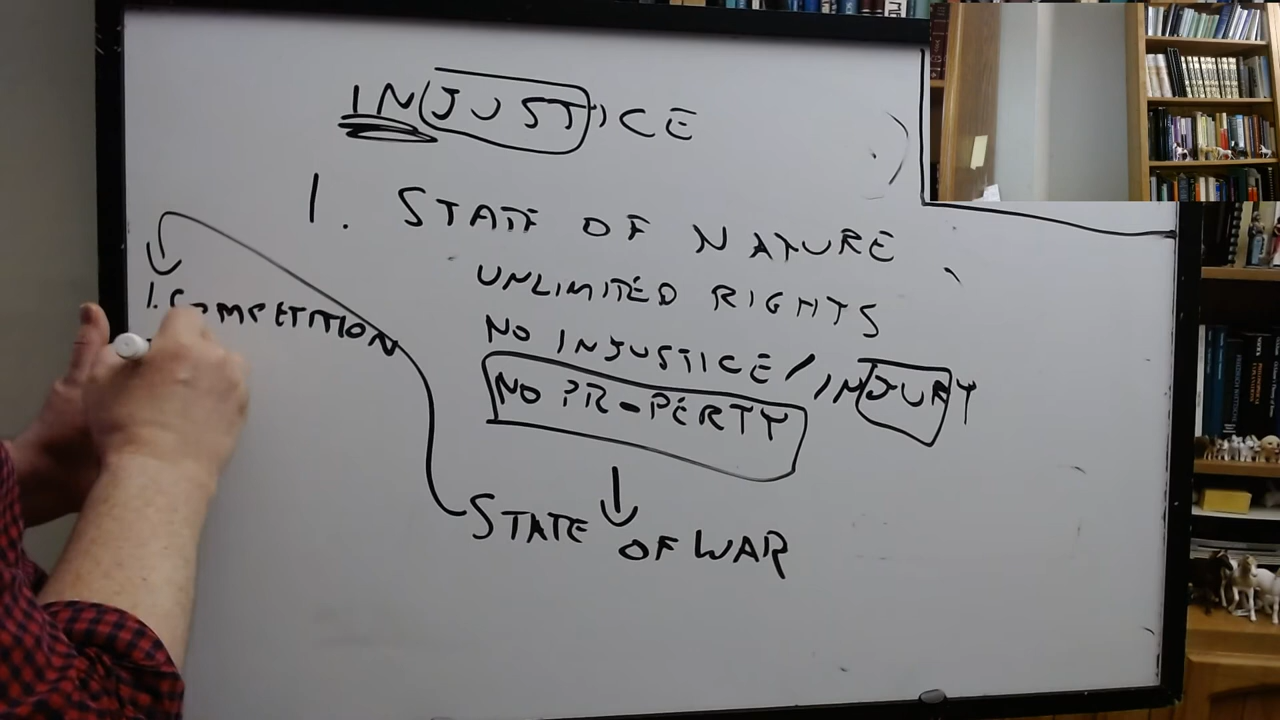 INJUSTICE
1. STATE OF NATURE
UNLIMITED RIGHTS
NO INJUSTICE / INJURY
NO PROPERTY
STATE OF WAR
1. COMPETITION